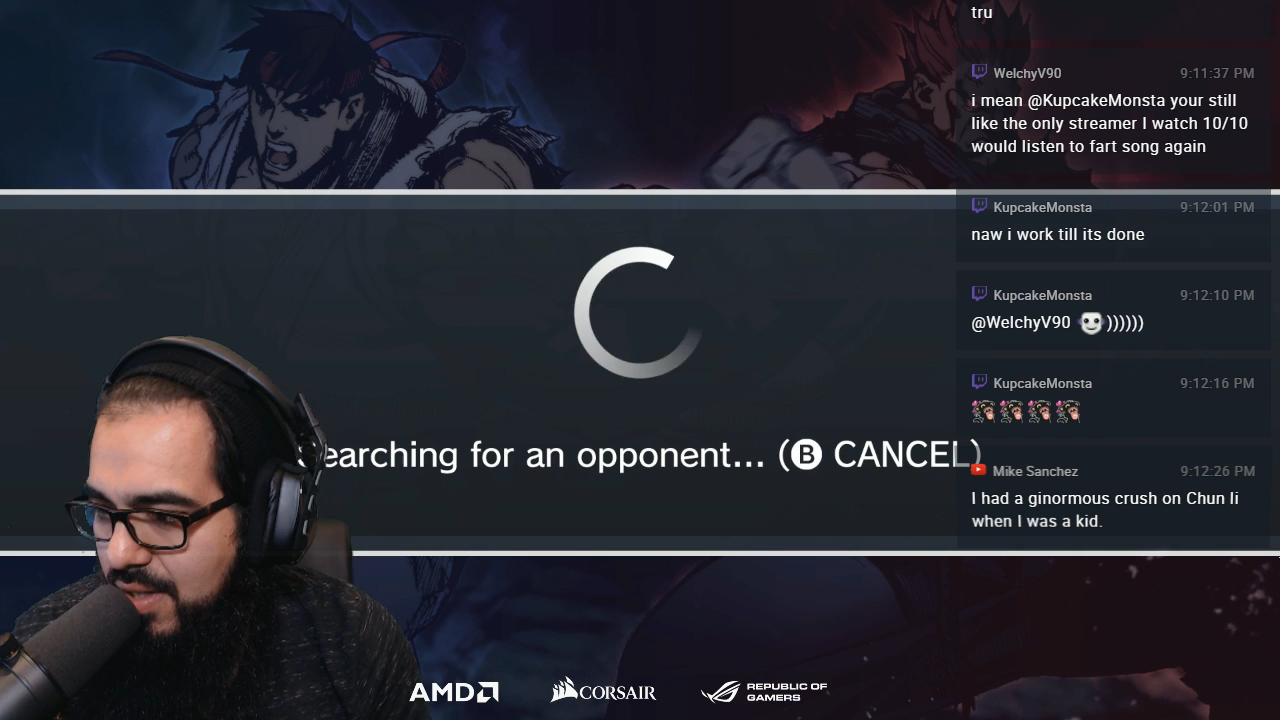 tru
WelchyV90 9:11:37 PM
i mean @KupcakeMonsta your still
like the only streamer I watch 10/10
would listen to fart song again
KupcakeMonsta 9:12:01 PM
naw i work till its done
KupcakeMonsta 9:12:10 PM
@WelchyV90 ))))))
KupcakeMonsta 9:12:16 PM
Searching for an opponent... (B CANCEL)
Mike Sanchez 9:12:26 PM
I had a ginormous crush on Chun li
when I was a kid.
AMD
CORSAIR
REPUBLIC OF
GAMERS